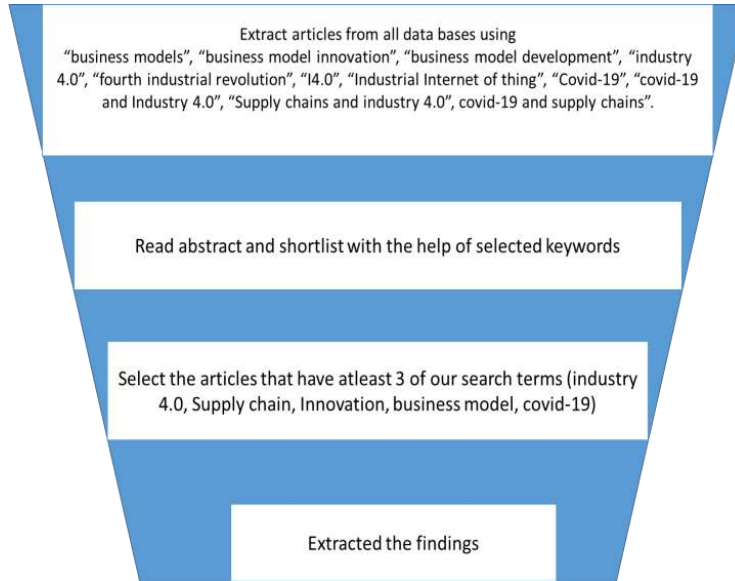 Extract articles from all data bases using
“business models”, “business model innovation”, “business model development”, “industry
4.0”, “fourth industrial revolution”, “I4.0”, “Industrial Internet of thing”, “Covid-19”, “covid-19
and Industry 4.0”, “Supply chains and industry 4.0”, covid-19 and supply chains”.
Read abstract and shortlist with the help of selected keywords
Select the articles that have atleast 3 of our search terms (industry
4.0, Supply chain, Innovation, business model, covid-19)
Extracted the findings